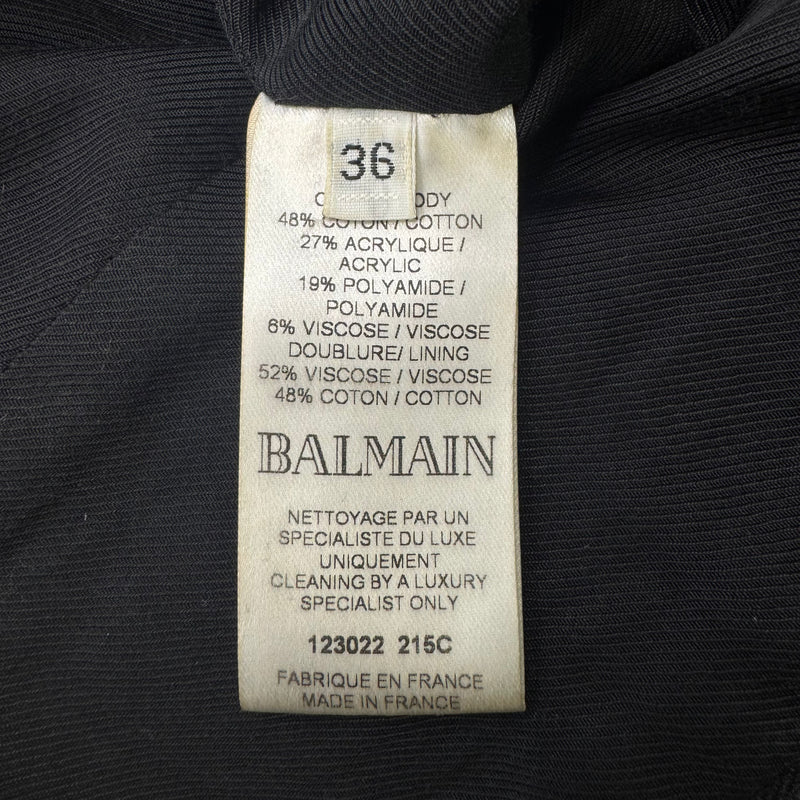 36
ODY
48% COTON / COTTON
27% ACRYLIQUE /
ACRYLIC
19% POLYAMIDE /
POLYAMIDE
6% VISCOSE / VISCOSE
DOUBLURE/ LINING
52% VISCOSE / VISCOSE
48% COTON / COTTON
BALMAIN
NETTOYAGE PAR UN
SPECIALISTE DU LUXE
UNIQUEMENT
CLEANING BY A LUXURY
SPECIALIST ONLY
123022 215C
FABRIQUE EN FRANCE
MADE IN FRANCE